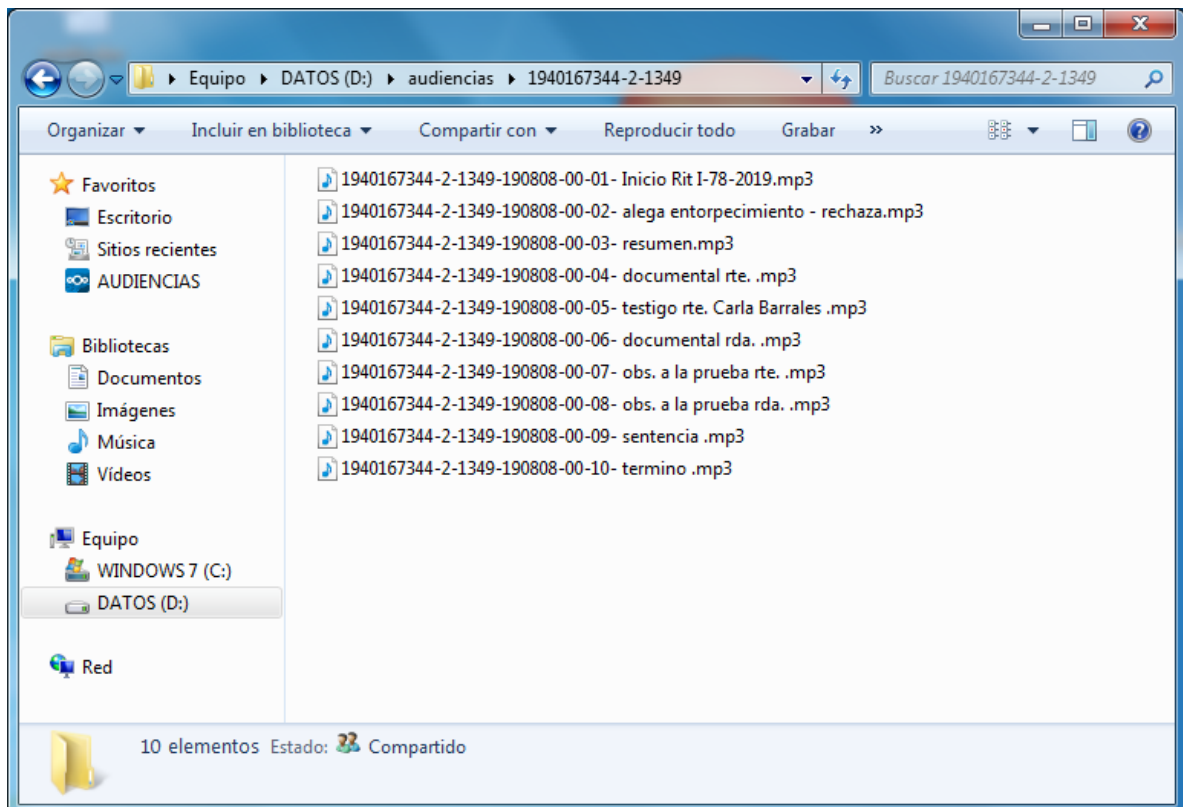 Equipo DATOS (D:) audiencias 1940167344-2-1349
Buscar 1940167344-2-1349
Organizar Incluir en biblioteca Compartir con Reproducir todo Grabar »
Favoritos
Escritorio
Sitios recientes
AUDIENCIAS
Bibliotecas
Documentos
Imágenes
Música
Vídeos
Equipo
WINDOWS 7 (C:)
DATOS (D:)
Red
1940167344-2-1349-190808-00-01- Inicio Rit I-78-2019.mp3
1940167344-2-1349-190808-00-02- alega entorpecimiento - rechaza.mp3
1940167344-2-1349-190808-00-03- resumen.mp3
1940167344-2-1349-190808-00-04- documental rte. .mp3
1940167344-2-1349-190808-00-05- testigo rte. Carla Barrales .mp3
1940167344-2-1349-190808-00-06- documental rda. .mp3
1940167344-2-1349-190808-00-07- obs. a la prueba rte. .mp3
1940167344-2-1349-190808-00-08- obs. a la prueba rda. .mp3
1940167344-2-1349-190808-00-09- sentencia .mp3
1940167344-2-1349-190808-00-10- termino .mp3
10 elementos Estado: Compartido